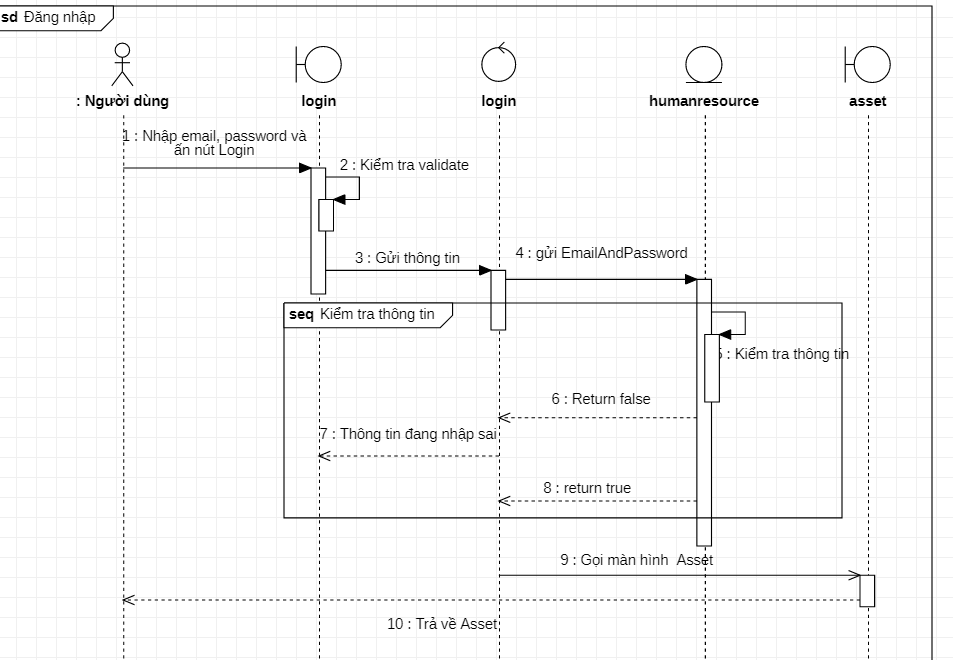 sd Đăng nhập
: Người dùng
login
login
humanresource
asset
1 : Nhập email, password và
ấn nút Login
2 : Kiểm tra validate
3 : Gửi thông tin
4 : gửi EmailAndPassword
seq Kiểm tra thông tin
5 : Kiểm tra thông tin
6 : Return false
7 : Thông tin đang nhập sai
8 : return true
9 : Gọi màn hình  Asset
10 : Trả về Asset